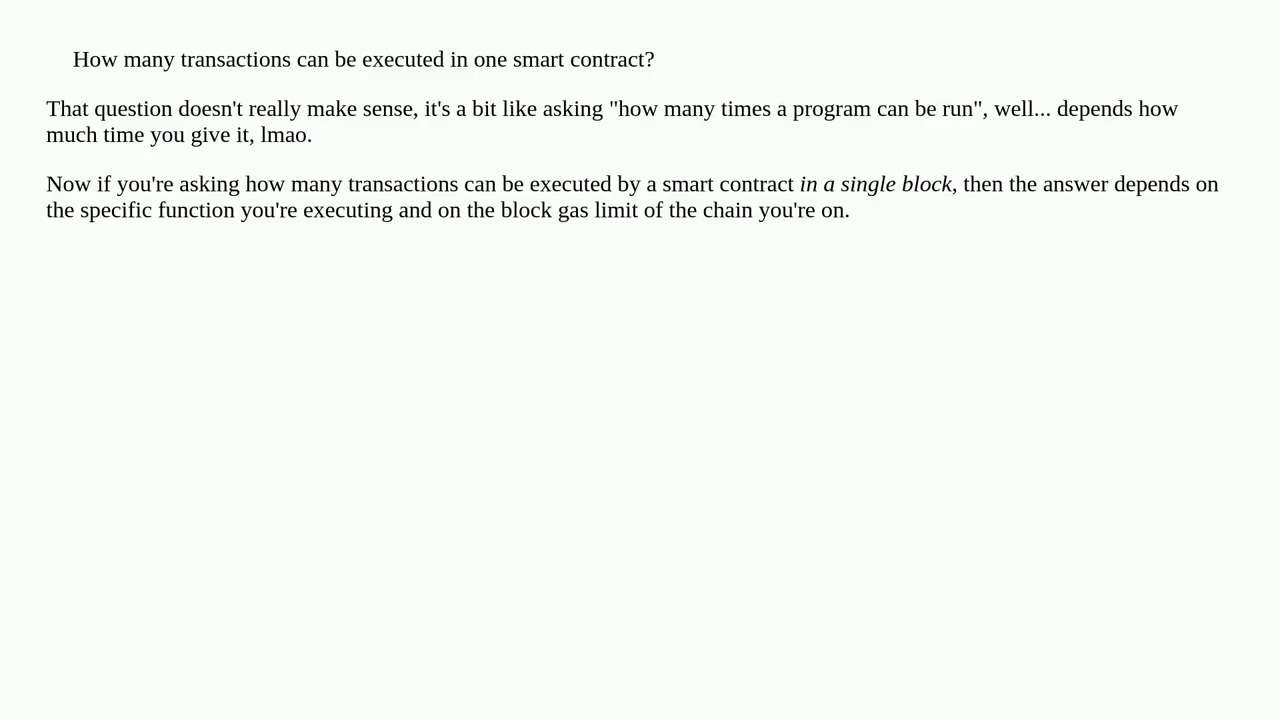 How many transactions can be executed in one smart contract?
That question doesn't really make sense, it's a bit like asking "how many times a program can be run", well... depends how
much time you give it, lmao.
Now if you're asking how many transactions can be executed by a smart contract in a single block, then the answer depends on
the specific function you're executing and on the block gas limit of the chain you're on.